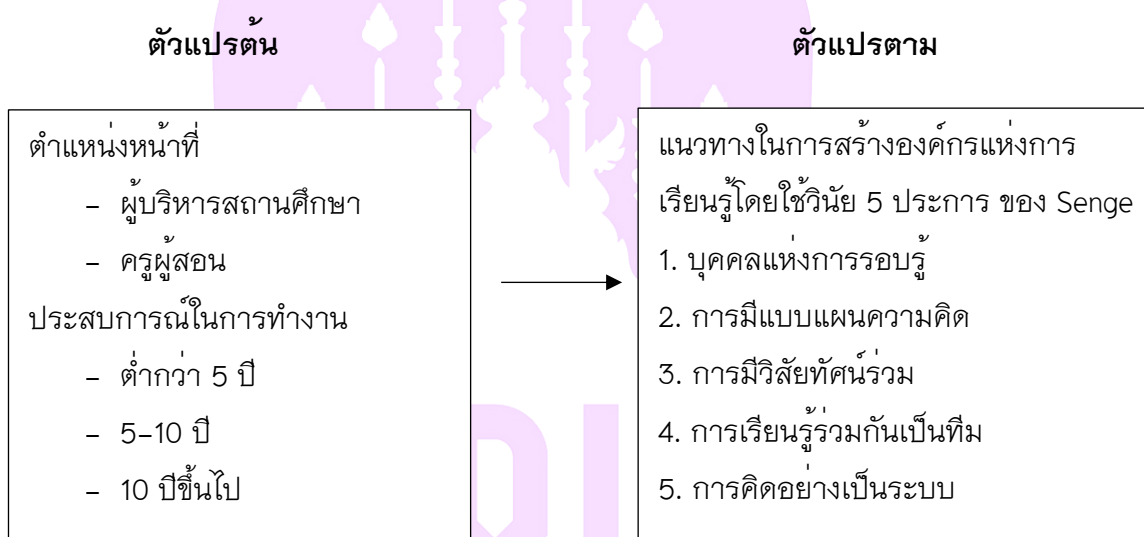 ตัวแปรต้น
ตำแหน่งหน้าที่
- ผู้บริหารสถานศึกษา
- ครูผู้สอน
ประสบการณ์ในการทำงาน
- ต่ำกว่า 5 ปี
- 5-10 ปี
- 10 ปีขึ้นไป
ตัวแปรตาม
แนวทางในการสร้างองค์กรแห่งการ
เรียนรู้โดยใช้วินัย 5 ประการ ของ Senge
1. บุคคลแห่งการรอบรู้
2. การมีแบบแผนความคิด
3. การมีวิสัยทัศน์ร่วม
4. การเรียนรู้ร่วมกันเป็นทีม
5. การคิดอย่างเป็นระบบ